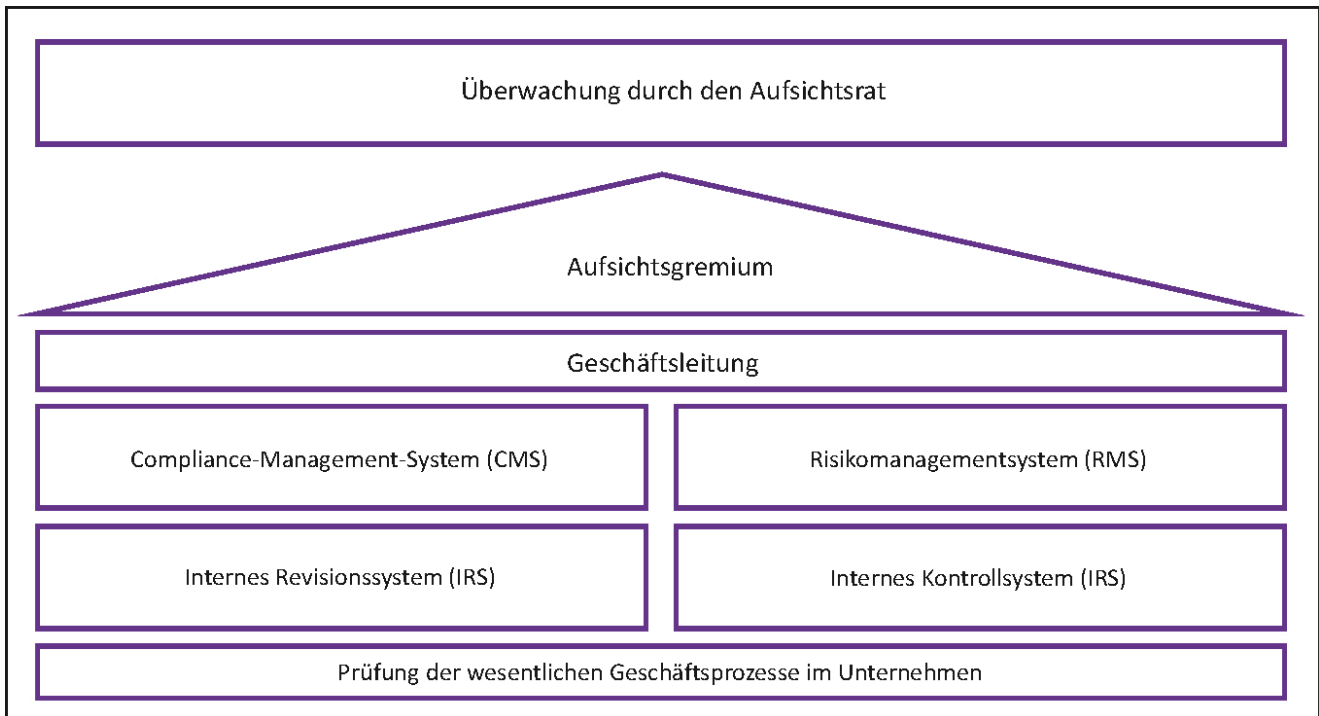 Überwachung durch den Aufsichtsrat
Aufsichtsgremium
Geschäftsleitung
Compliance-Management-System (CMS)
Risikomanagementsystem (RMS)
Internes Revisionssystem (IRS)
Internes Kontrollsystem (IRS)
Prüfung der wesentlichen Geschäftsprozesse im Unternehmen